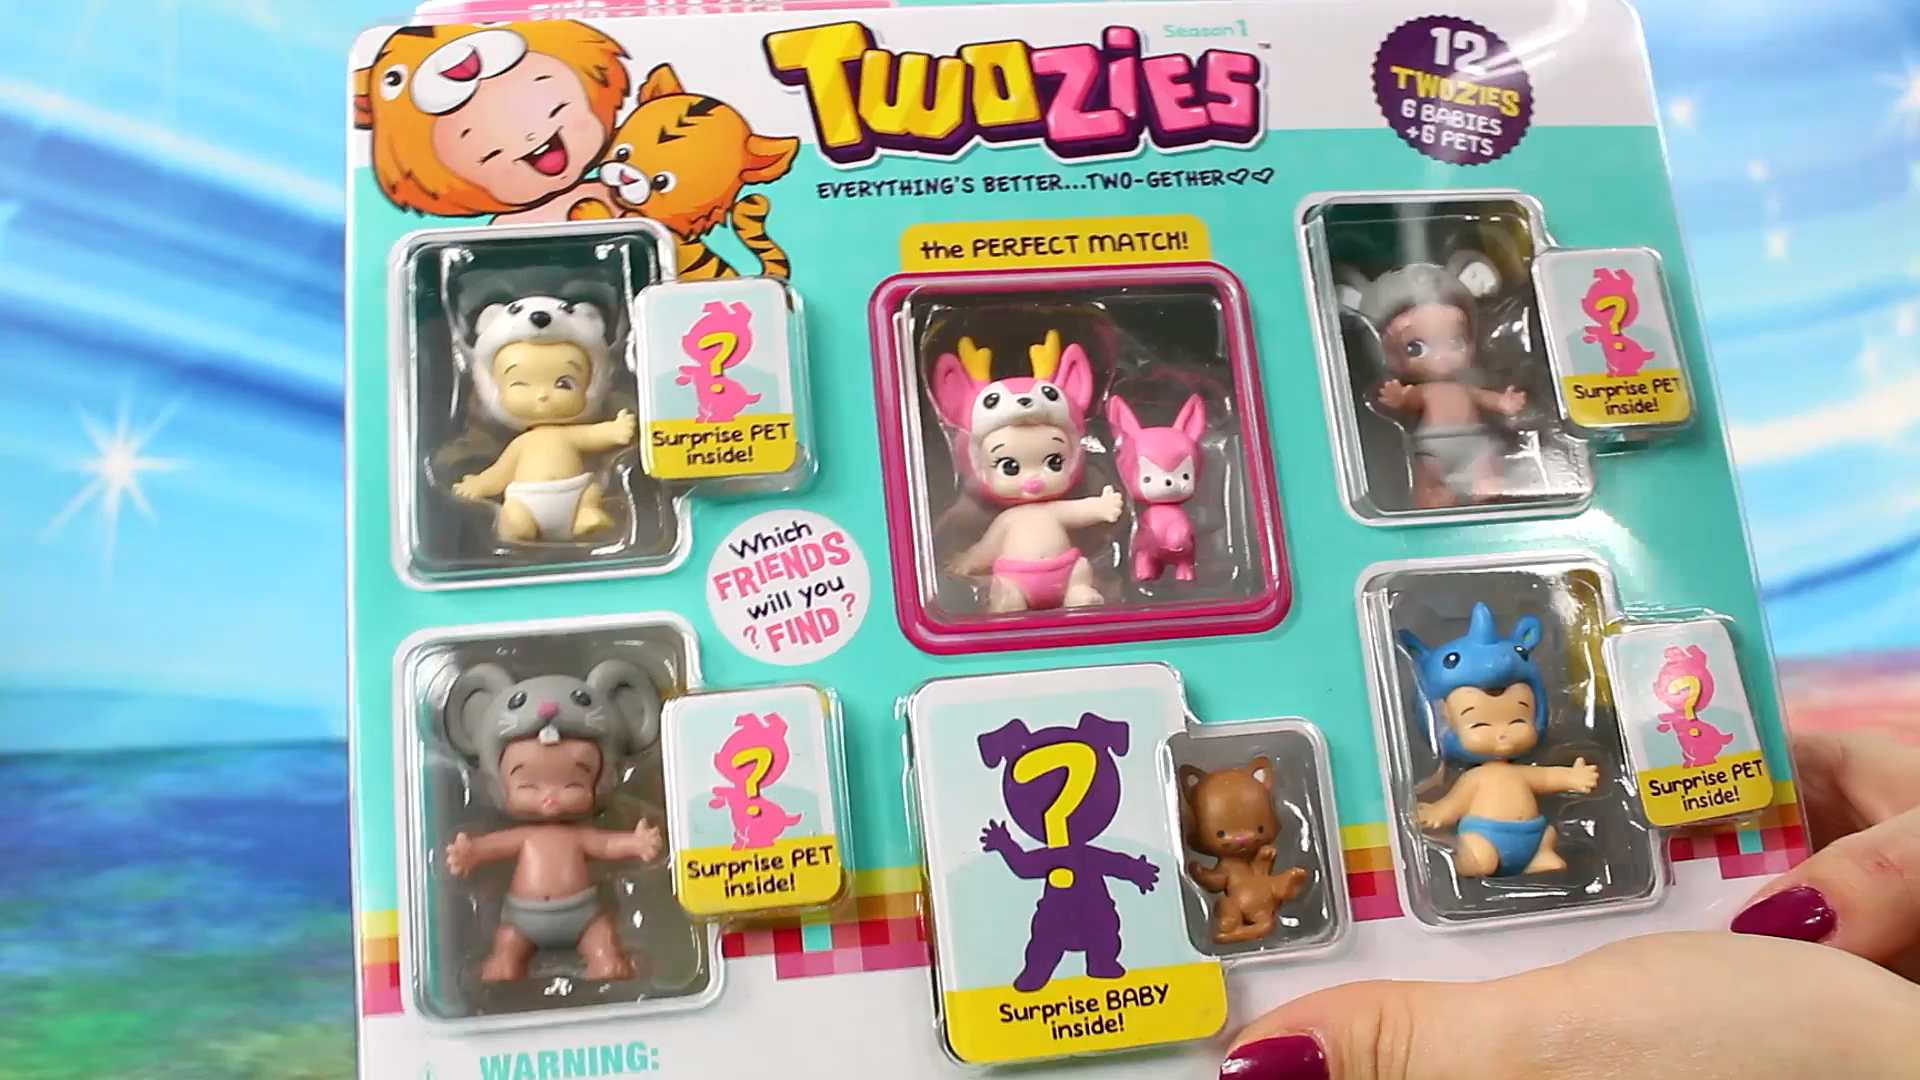 Season 1
TWOZIES
EVERYTHING'S BETTER...TWO-GETHER♡♡
12
TWOZIES
6 BABIES
+6 PETS
the PERFECT MATCH!
?
Surprise PET
inside!
?
Surprise PET
inside!
Which
FRIENDS
will you
? FIND?
?
Surprise PET
inside!
?
Surprise BABY
inside!
?
Surprise PET
inside!
WARNING: